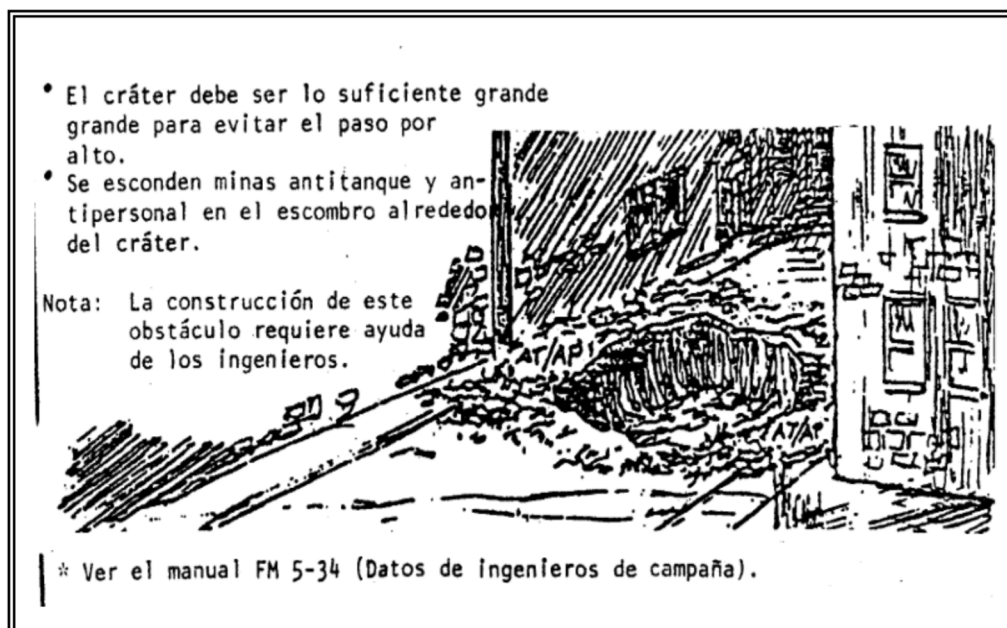 • El cráter debe ser lo suficiente grande
grande para evitar el paso por
alto.
• Se esconden minas antitanque y an-
tipersonal en el escombro alrededor
del cráter.
Nota: La construcción de este
obstáculo requiere ayuda
de los ingenieros.
AT/AP
AT/AP
* Ver el manual FM 5-34 (Datos de ingenieros de campaña).